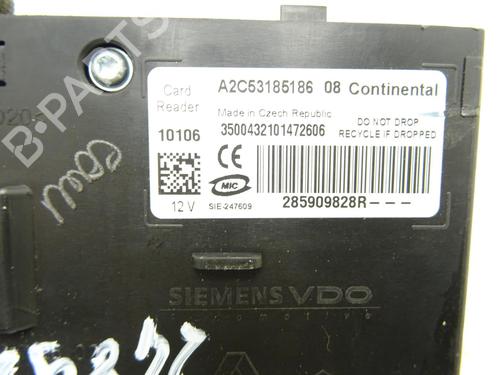 Card
Reader
A2C53185186 08 Continental
Made in Czech Republic
10106
3500432101472606
DO NOT DROP
RECYCLE IF DROPPED
CE
MIC
12 V
SIE-247609
285909828R---
SIEMENS VDO
automotive
B-PARTS